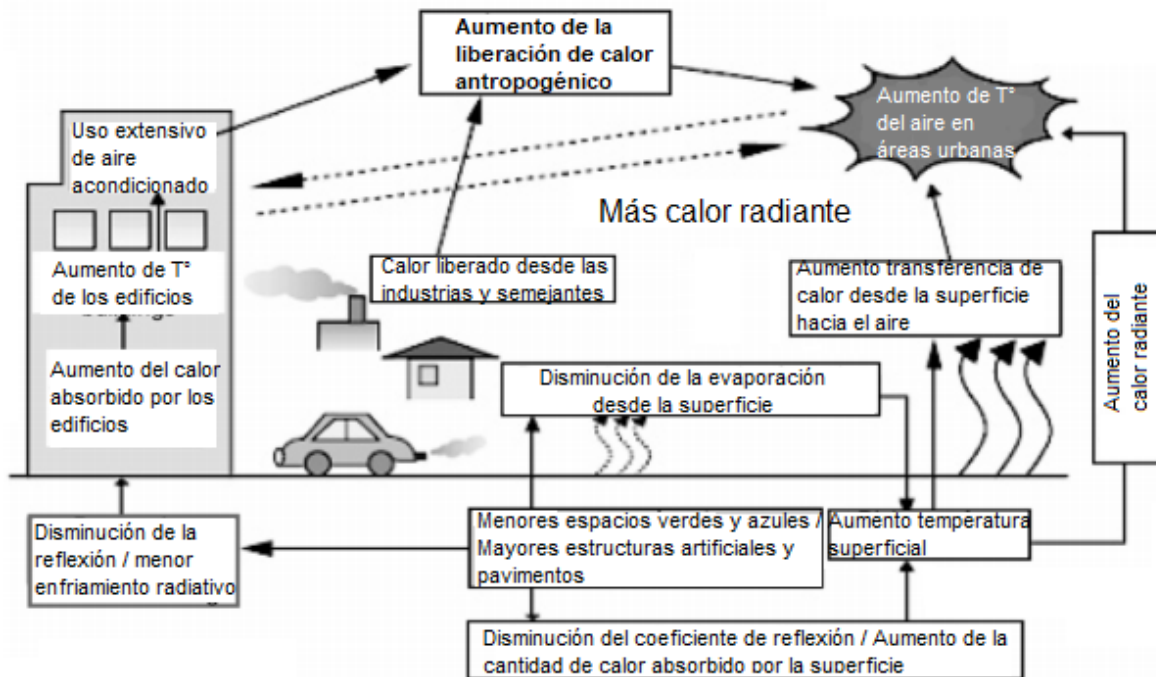 Aumento de la
liberación de calor
antropogénico
Aumento de T°
del aire en
áreas urbanas
Uso extensivo
de aire
acondicionado
Más calor radiante
Aumento de T°
de los edificios
Calor liberado desde las
industrias y semejantes
Aumento transferencia de
calor desde la superficie
hacia el aire
Aumento del
calor radiante
Aumento del calor
absorbido por los
edificios
Disminución de la evaporación
desde la superficie
Disminución de la
reflexión / menor
enfriamiento radiativo
Menores espacios verdes y azules /
Mayores estructuras artificiales y
pavimentos
Aumento temperatura
superficial
Disminución del coeficiente de reflexión / Aumento de la
cantidad de calor absorbido por la superficie